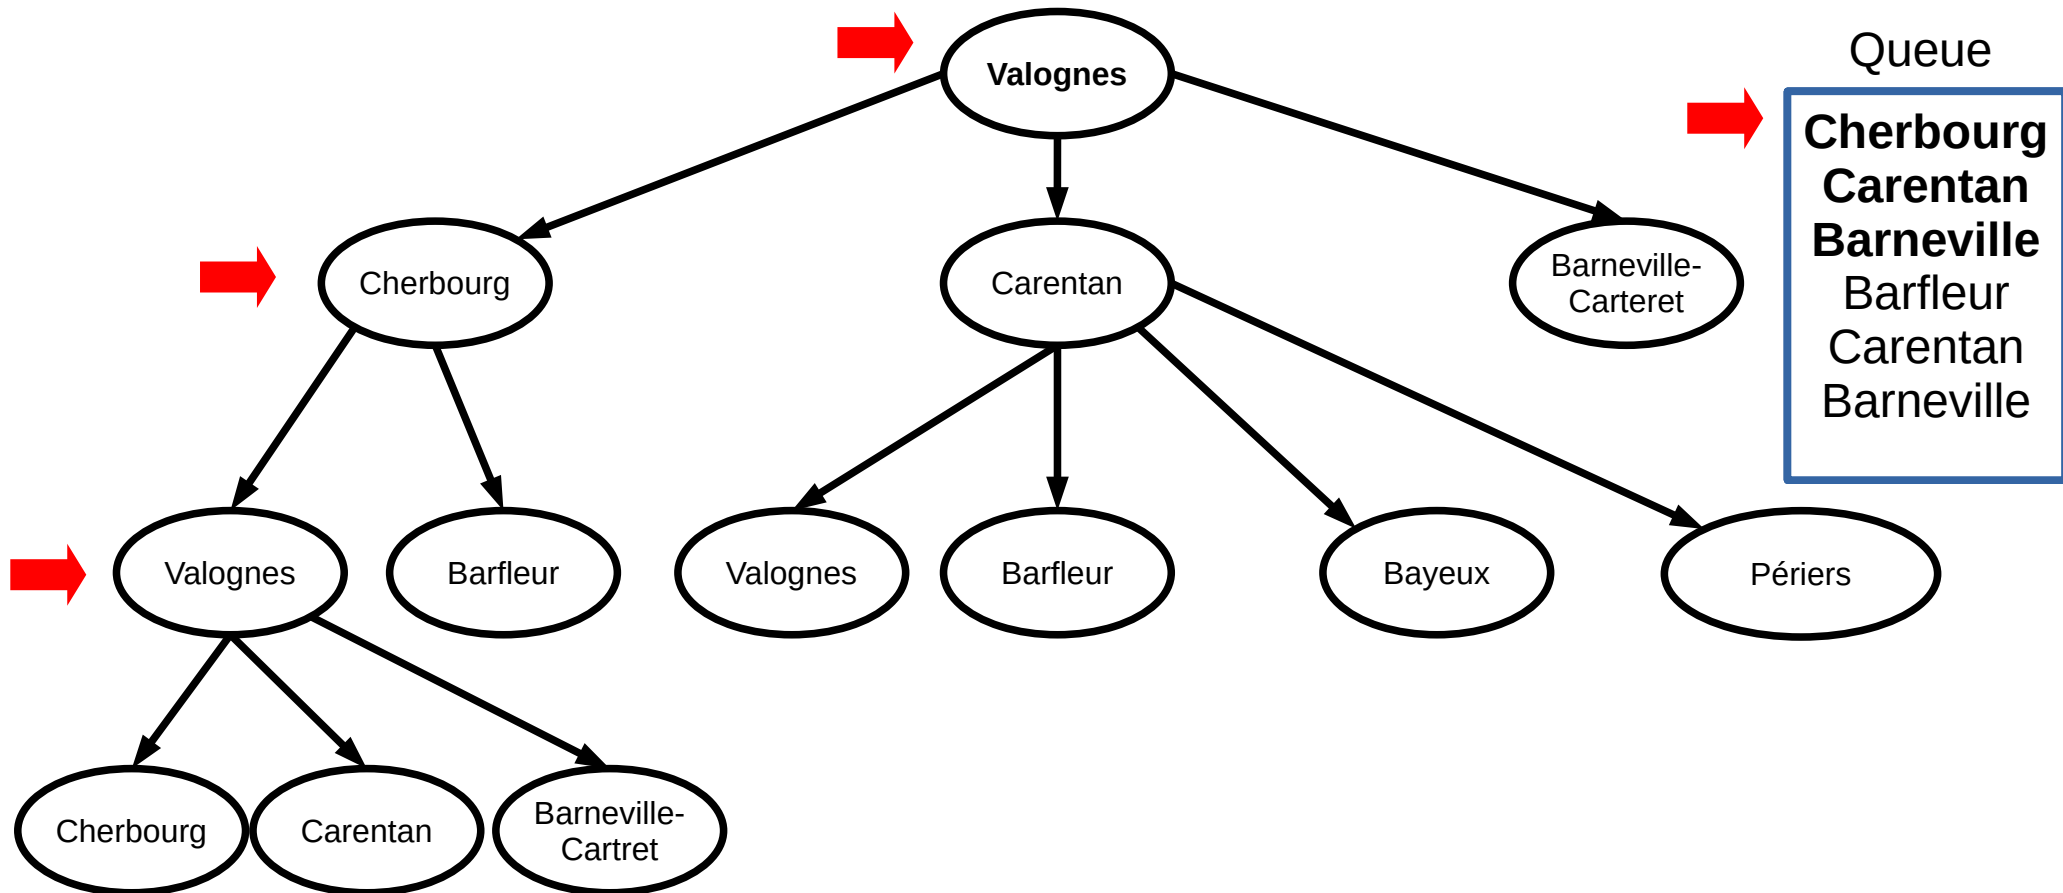 Queue
Valognes
Cherbourg
Carentan
Barneville
Barfleur
Carentan
Barneville
Cherbourg
Carentan
Barneville-
Carteret
Valognes
Barfleur
Valognes
Barfleur
Bayeux
Périers
Cherbourg
Carentan
Barneville-
Cartret